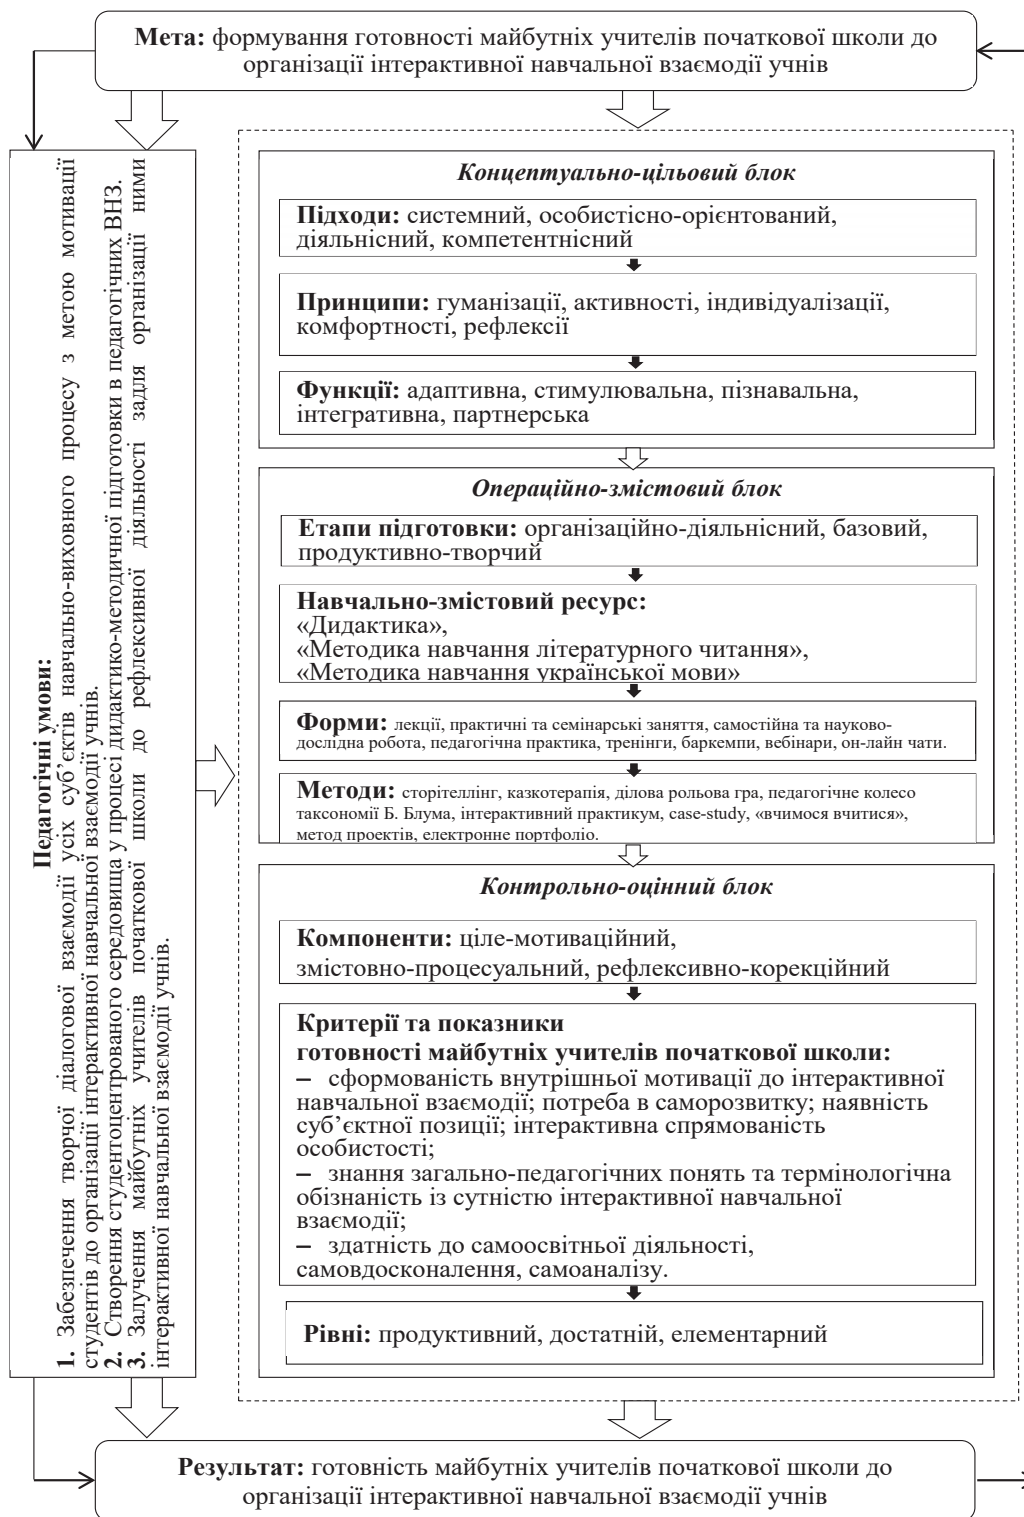 Мета: формування готовності майбутніх учителів початкової школи до
організації інтерактивної навчальної взаємодії учнів
Педагогічні умови:
1. Забезпечення творчої діалогової взаємодії усіх суб’єктів навчально-виховного процесу з метою мотивації
студентів до організації інтерактивної навчальної взаємодії учнів.
2. Створення студентоцентрованого середовища у процесі дидактико-методичної підготовки в педагогічних ВНЗ.
3. Залучення майбутніх учителів початкової школи до рефлексивної діяльності задля організації ними
інтерактивної навчальної взаємодії учнів.
Концептуально-цільовий блок
Підходи: системний, особистісно-орієнтований,
діяльнісний, компетентнісний
Принципи: гуманізації, активності, індивідуалізації,
комфортності, рефлексії
Функції: адаптивна, стимулювальна, пізнавальна,
інтегративна, партнерська
Операційно-змістовий блок
Етапи підготовки: організаційно-діяльнісний, базовий,
продуктивно-творчий
Навчально-змістовий ресурс:
«Дидактика»,
«Методика навчання літературного читання»,
«Методика навчання української мови»
Форми: лекції, практичні та семінарські заняття, самостійна та науково-
дослідна робота, педагогічна практика, тренінги, баркемпи, вебінари, он-лайн чати.
Методи: сторітеллінг, казкотерапія, ділова рольова гра, педагогічне колесо
таксономії Б. Блума, інтерактивний практикум, case-study, «вчимося вчитися»,
метод проектів, електронне портфоліо.
Контрольно-оцінний блок
Компоненти: ціле-мотиваційний,
змістовно-процесуальний, рефлексивно-корекційний
Критерії та показники
готовності майбутніх учителів початкової школи:
– сформованість внутрішньої мотивації до інтерактивної
навчальної взаємодії; потреба в саморозвитку; наявність
суб’єктної позиції; інтерактивна спрямованість
особистості;
– знання загально-педагогічних понять та термінологічна
обізнаність із сутністю інтерактивної навчальної
взаємодії;
– здатність до самоосвітньої діяльності,
самовдосконалення, самоаналізу.
Рівні: продуктивний, достатній, елементарний
Результат: готовність майбутніх учителів початкової школи до
організації інтерактивної навчальної взаємодії учнів